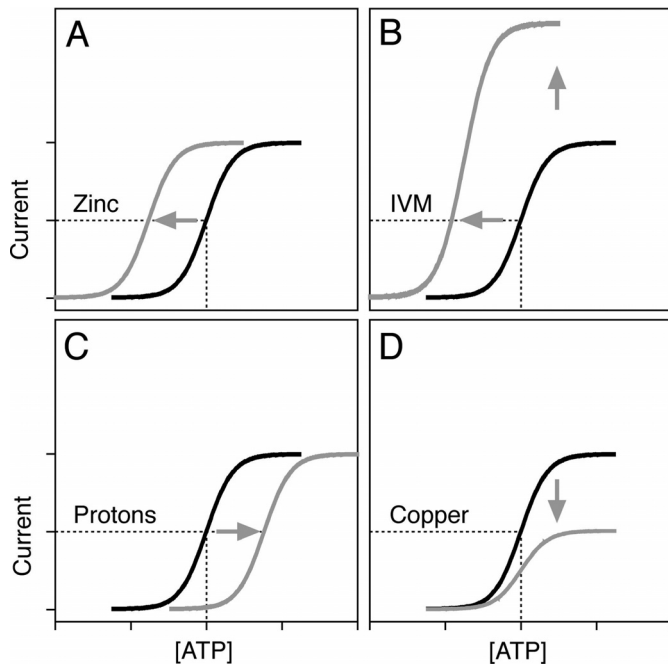 A
B
Zinc
IVM
Current
C
D
Protons
Copper
Current
[ATP]
[ATP]